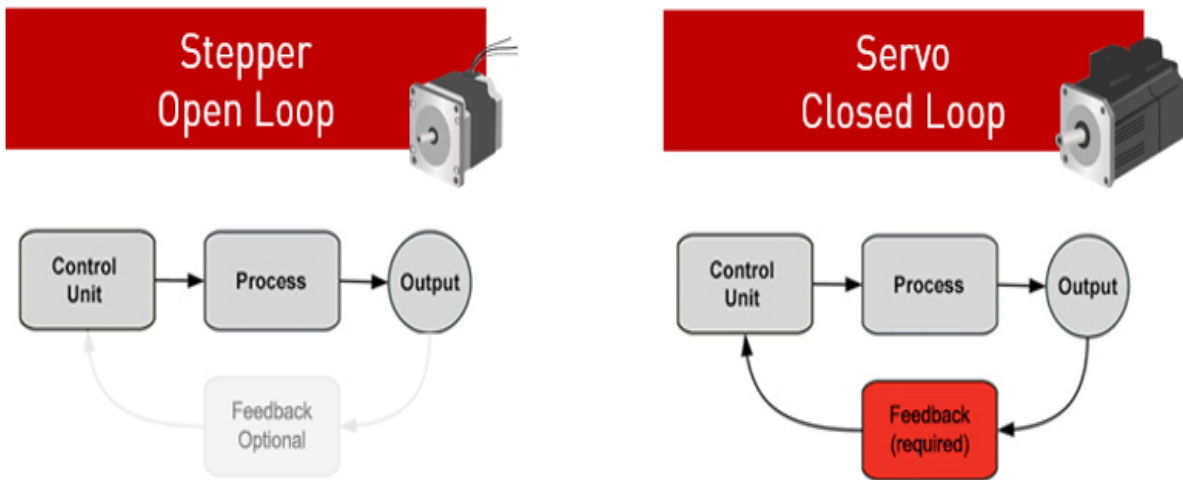 Stepper
Open Loop
Control
Unit
Process
Output
Feedback
Optional
Servo
Closed Loop
Control
Unit
Process
Output
Feedback
(required)